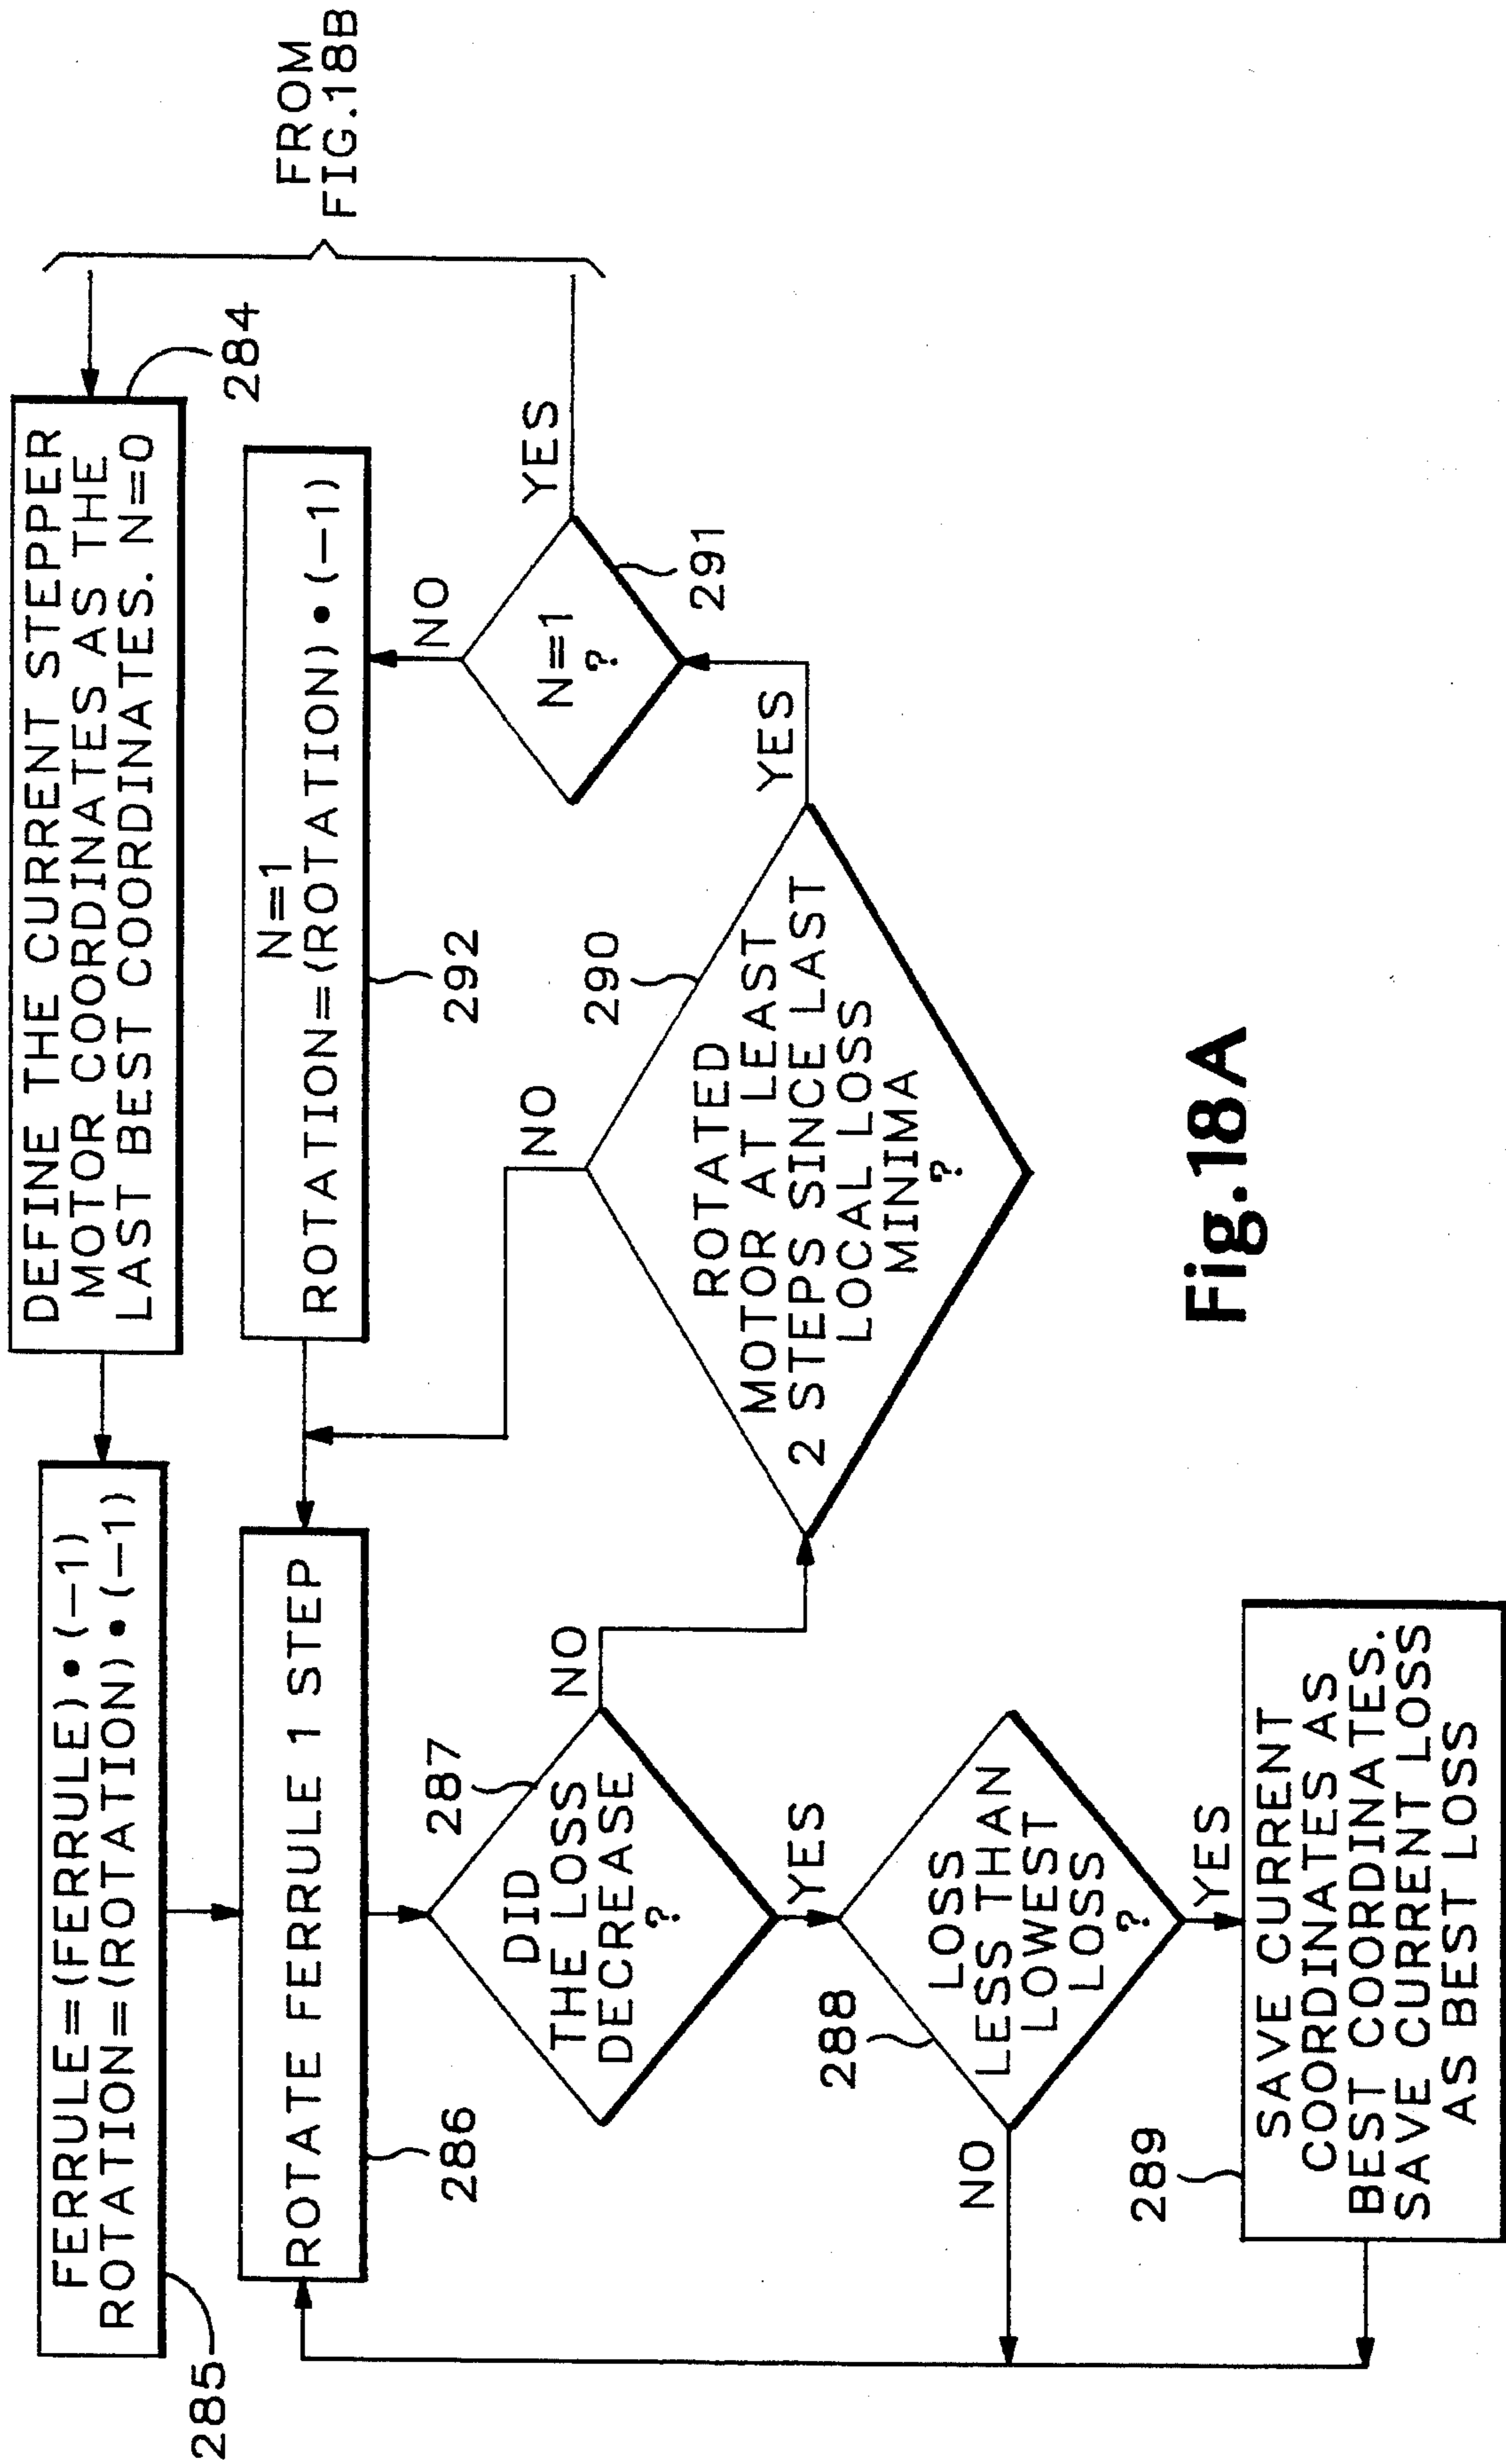 FERRULE=(FERRULE)•(−1)
ROTATION=(ROTATION)•(−1)
285
DEFINE THE CURRENT STEPPER
MOTOR COORDINATES AS THE
LAST BEST COORDINATES. N=0
284
FROM
FIG.18B
ROTATE FERRULE 1 STEP
286
N=1
ROTATION=(ROTATION)•(−1)
292
NO
N=1
?
YES
291
DID
THE LOSS
DECREASE
?
287
NO
YES
NO
290
ROTATED
MOTOR AT LEAST
2 STEPS SINCE LAST
LOCAL LOSS
MINIMA
?
YES
288
LOSS
LESS THAN
LOWEST
LOSS
?
NO
YES
289
SAVE CURRENT
COORDINATES AS
BEST COORDINATES.
SAVE CURRENT LOSS
AS BEST LOSS
Fig.18A